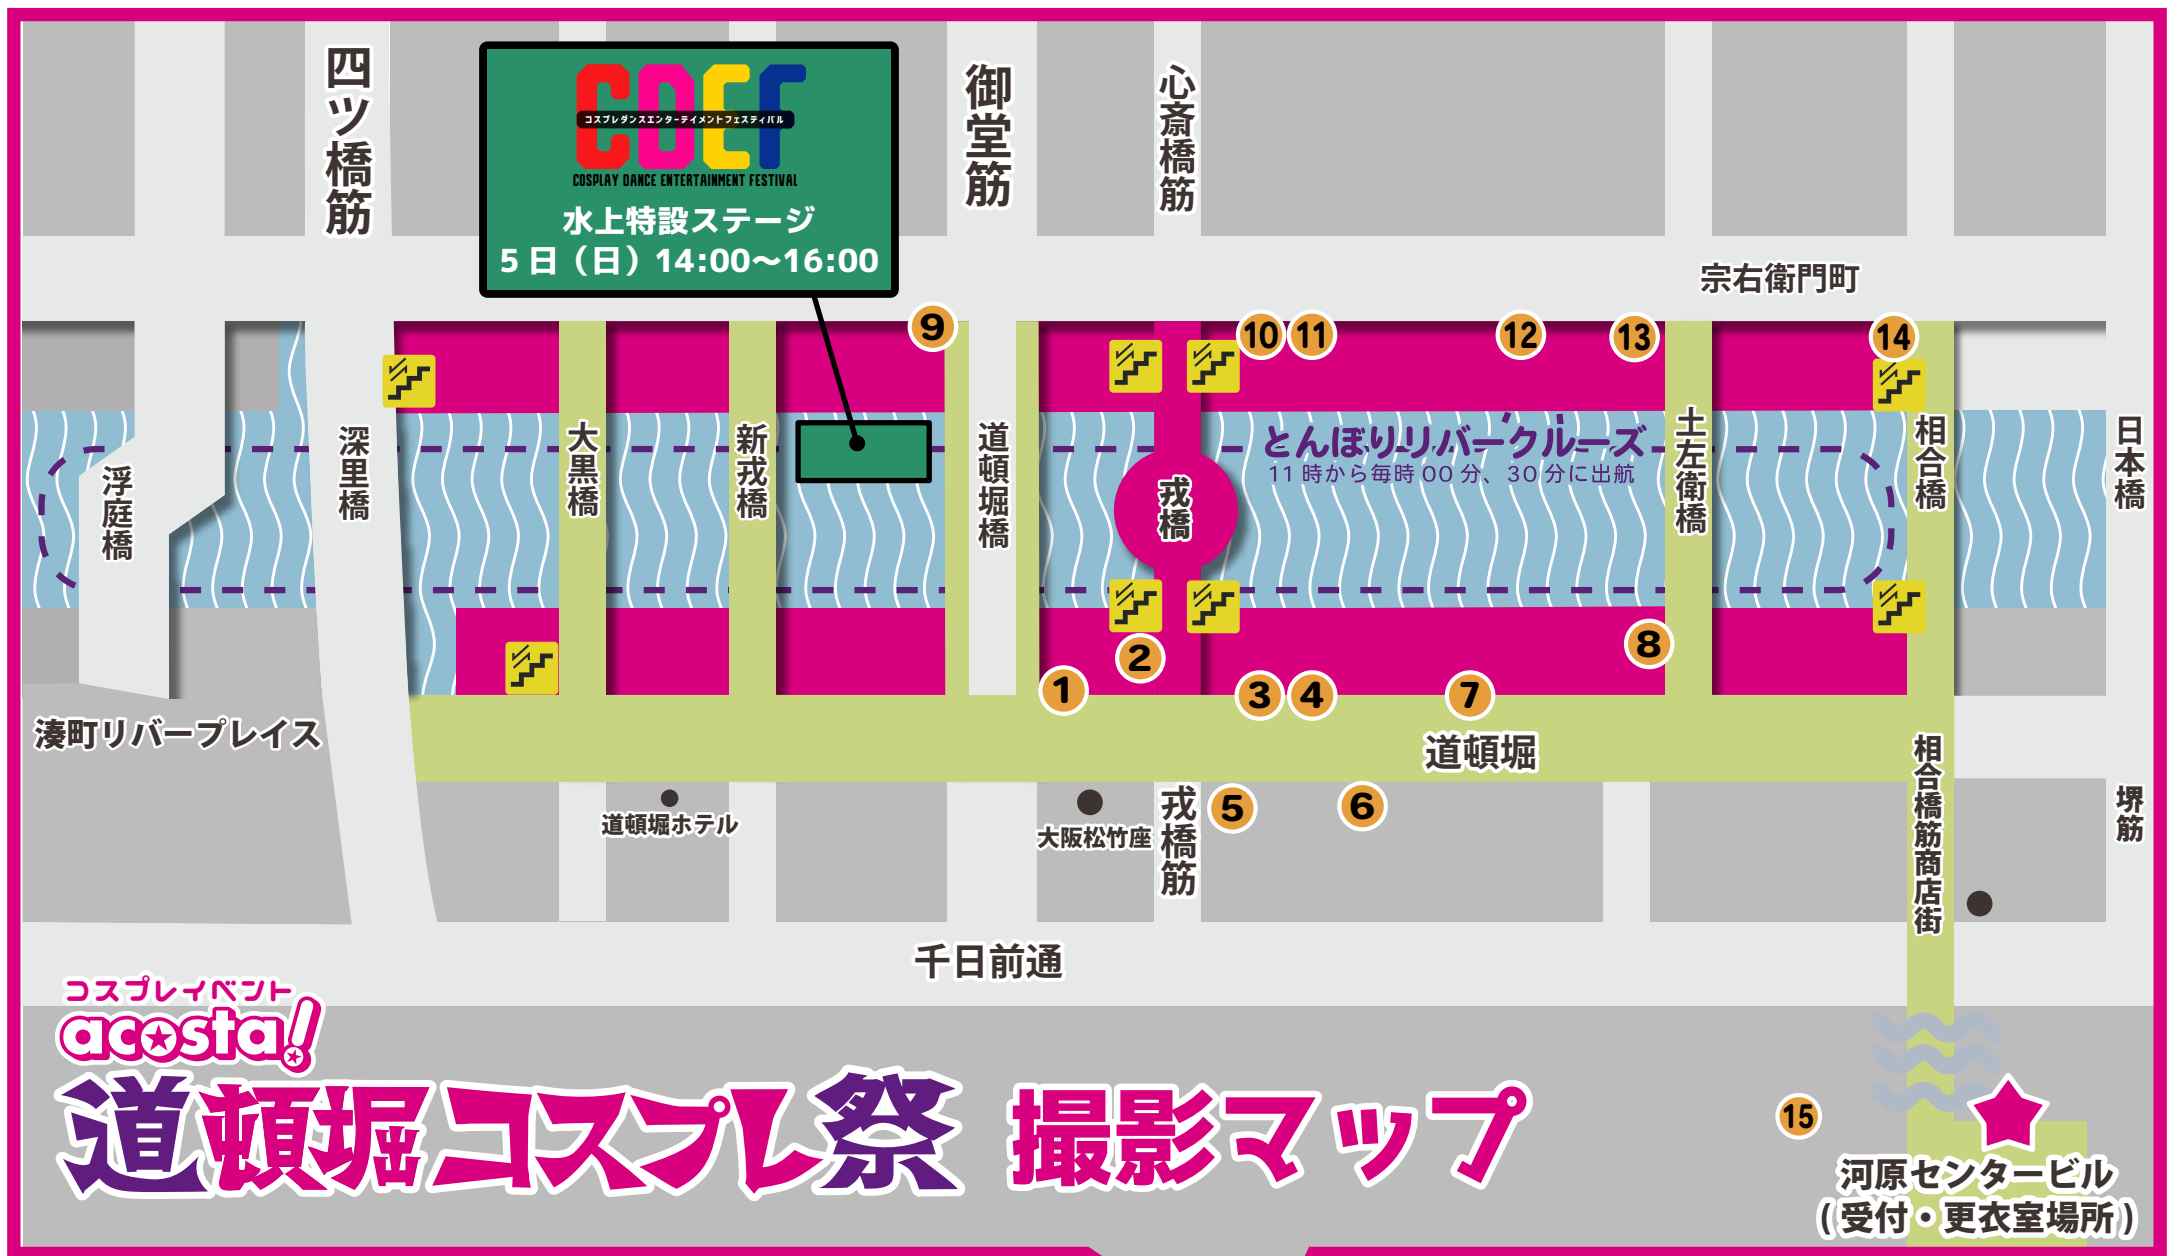 四ツ橋筋
CDEF
コスプレダンスエンターテイメントフェスティバル
COSPLAY DANCE ENTERTAINMENT FESTIVAL
水上特設ステージ
5日（日）14:00〜16:00
御堂筋
心斎橋筋
宗右衛門町
9
10
11
12
13
14
浮庭橋
深里橋
大黒橋
新戎橋
道頓堀橋
戎橋
とんぼりリバークルーズ
11時から毎時00分、30分に出航
土左衛橋
相合橋
日本橋
1
2
3
4
7
8
湊町リバープレイス
道頓堀
道頓堀ホテル
大阪松竹座
戎橋筋
5
6
相合橋筋商店街
堺筋
千日前通
コスプレイベント
acosta!
道頓堀コスプレ祭 撮影マップ
15
河原センタービル
(受付・更衣室場所)